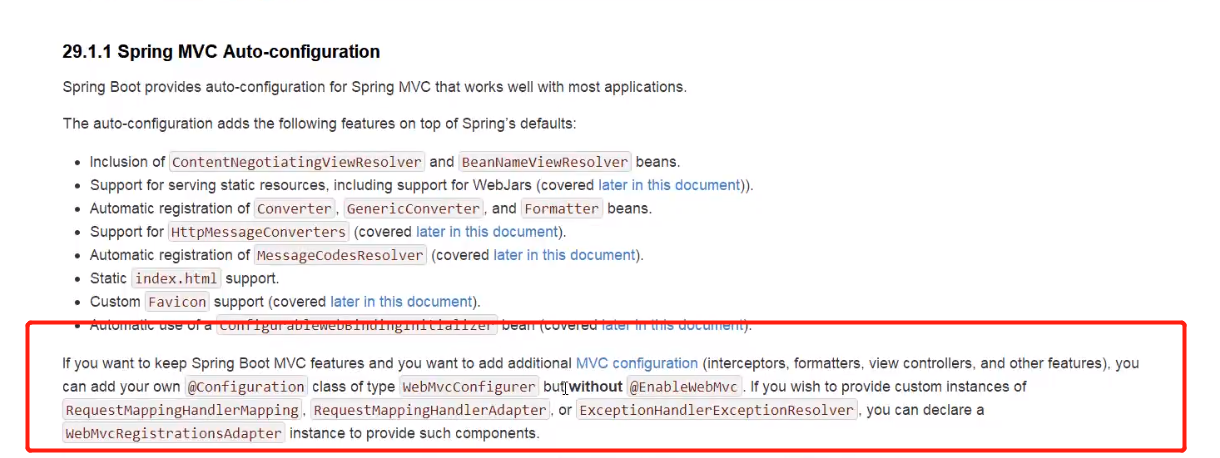 29.1.1 Spring MVC Auto-configuration
Spring Boot provides auto-configuration for Spring MVC that works well with most applications.
The auto-configuration adds the following features on top of Spring's defaults:
• Inclusion of ContentNegotiatingViewResolver and BeanNameViewResolver beans.
• Support for serving static resources, including support for WebJars (covered later in this document)).
• Automatic registration of Converter, GenericConverter, and Formatter beans.
• Support for HttpMessageConverters (covered later in this document).
• Automatic registration of MessageCodesResolver (covered later in this document).
• Static index.html support.
• Custom Favicon support (covered later in this document).
• Automatic use of a ConfigurableWebBindingInitializer bean (covered later in this document).
If you want to keep Spring Boot MVC features and you want to add additional MVC configuration (interceptors, formatters, view controllers, and other features), you
can add your own @Configuration class of type WebMvcConfigurer but without @EnableWebMvc. If you wish to provide custom instances of
RequestMappingHandlerMapping, RequestMappingHandlerAdapter, or ExceptionHandlerExceptionResolver, you can declare a
WebMvcRegistrationsAdapter instance to provide such components.